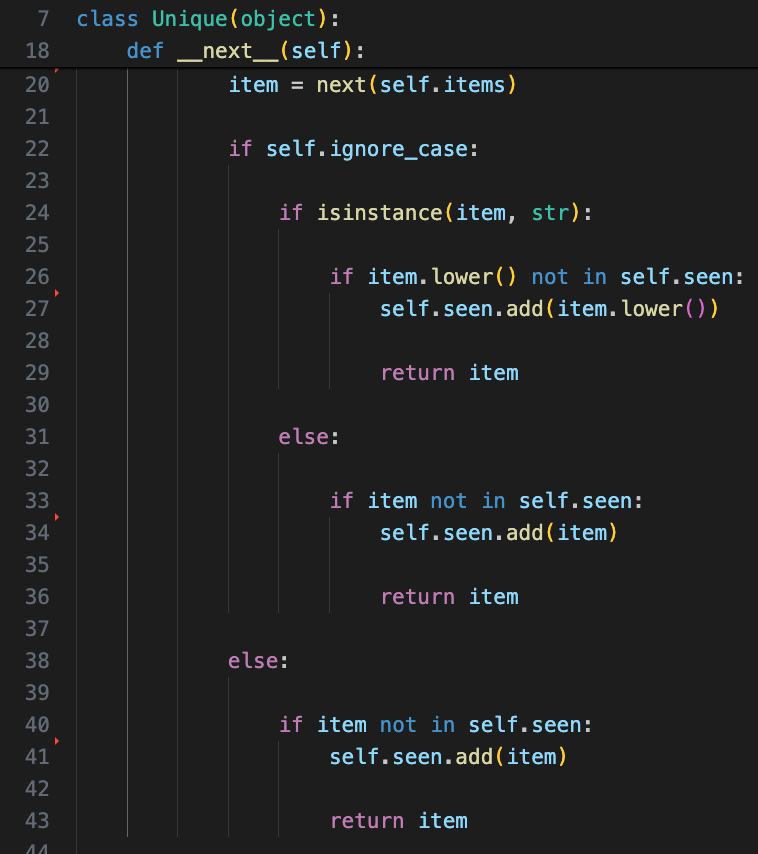 7 class Unique(object):
18     def __next__(self):
20             item = next(self.items)
21
22             if self.ignore_case:
23
24                 if isinstance(item, str):
25
26                     if item.lower() not in self.seen:
27                         self.seen.add(item.lower())
28
29                         return item
30
31                 else:
32
33                     if item not in self.seen:
34                         self.seen.add(item)
35
36                         return item
37
38             else:
39
40                 if item not in self.seen:
41                     self.seen.add(item)
42
43                     return item
44